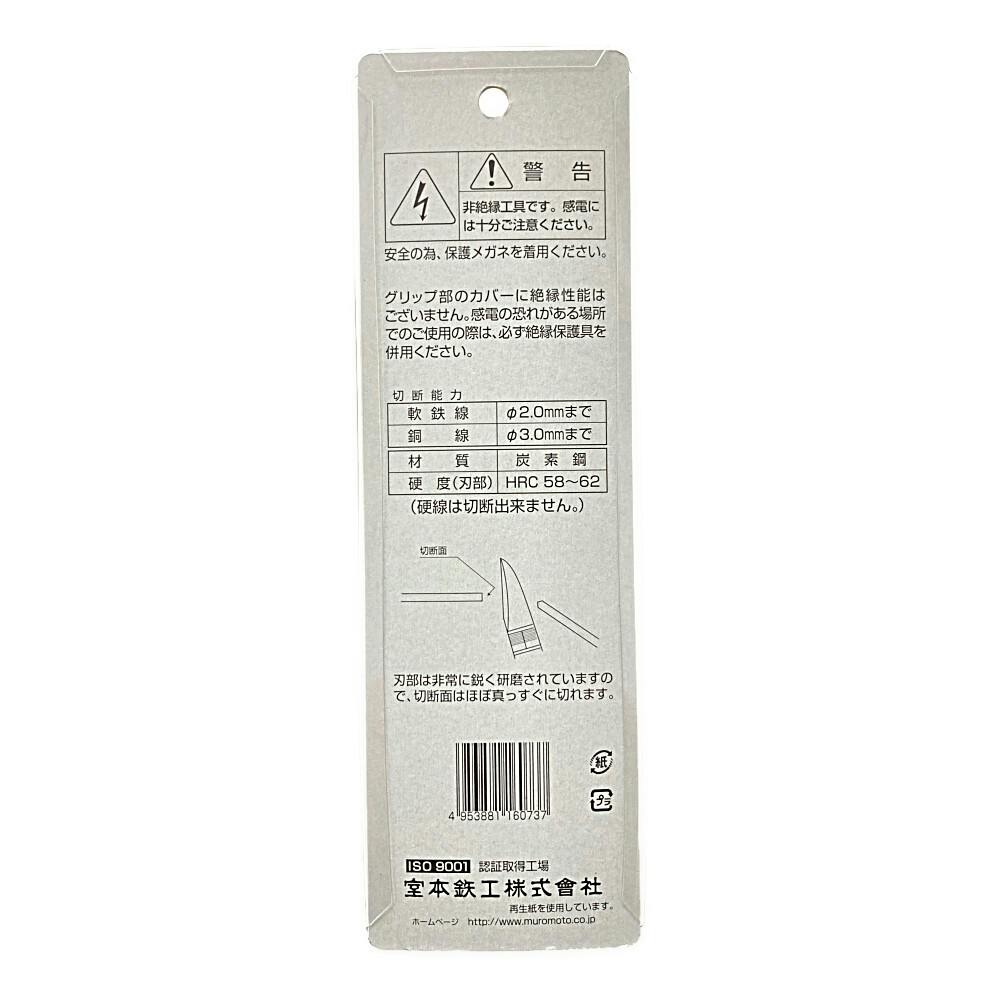 警 告
非絶縁工具です。感電に
は十分ご注意ください。
安全の為、保護メガネを着用ください。
グリップ部のカバーに絶縁性能は
ございません。感電の恐れがある場所
でのご使用の際は、必ず絶縁保護具を
併用ください。
切断能力
軟鉄線 φ2.0mmまで
銅線 φ3.0mmまで
材質 炭素鋼
硬度(刃部) HRC 58〜62
(硬線は切断出来ません。)
切断面
刃部は非常に鋭く研磨されていますの
で、切断面はほぼ真っすぐに切れます。
紙
プラ
4 953881 160737
ISO 9001 認証取得工場
室本鉄工株式會社
再生紙を使用しています。
ホームページ http://www.muromoto.co.jp